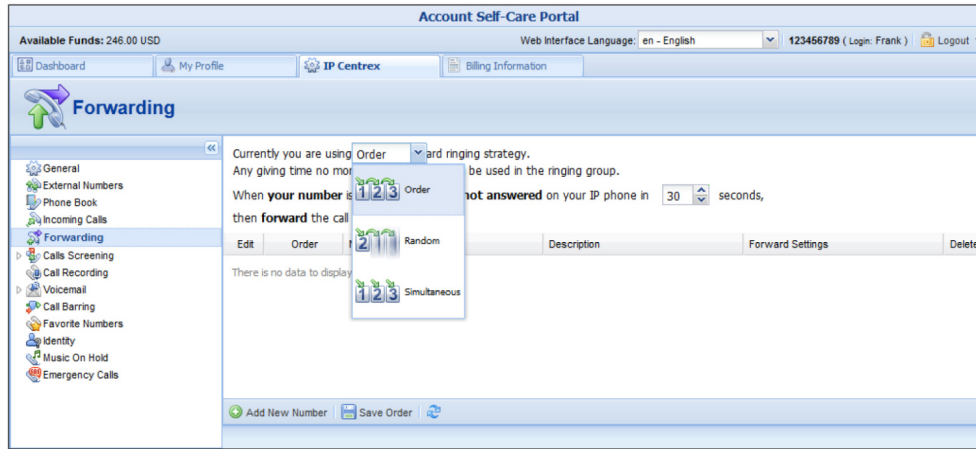 Account Self-Care Portal
Available Funds: 246.00 USD
Web Interface Language: en - English
123456789 ( Login: Frank )
Logout
Dashboard
My Profile
IP Centrex
Billing Information
Forwarding
General
External Numbers
Phone Book
Incoming Calls
Forwarding
Calls Screening
Call Recording
Voicemail
Call Barring
Favorite Numbers
Identity
Music On Hold
Emergency Calls
Currently you are using Order ard ringing strategy.
Any giving time no mor be used in the ringing group.
When your number is not answered on your IP phone in 30 seconds,
then forward the call
Order
Random
Simultaneous
Edit Order Description Forward Settings Delete
There is no data to display
Add New Number
Save Order